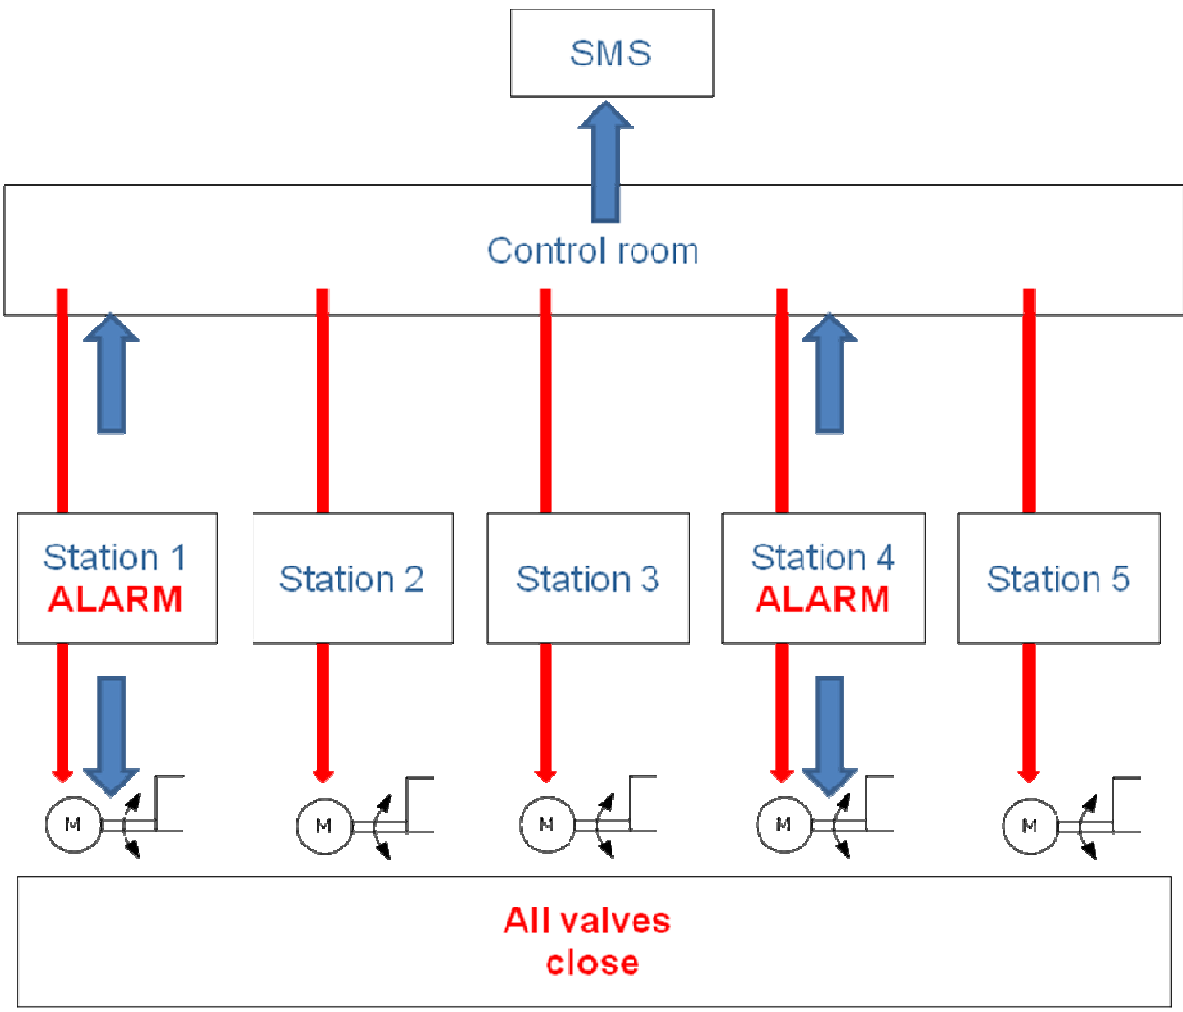 SMS
Control room
Station 1
ALARM
Station 2
Station 3
Station 4
ALARM
Station 5
M
M
M
M
M
All valves
close